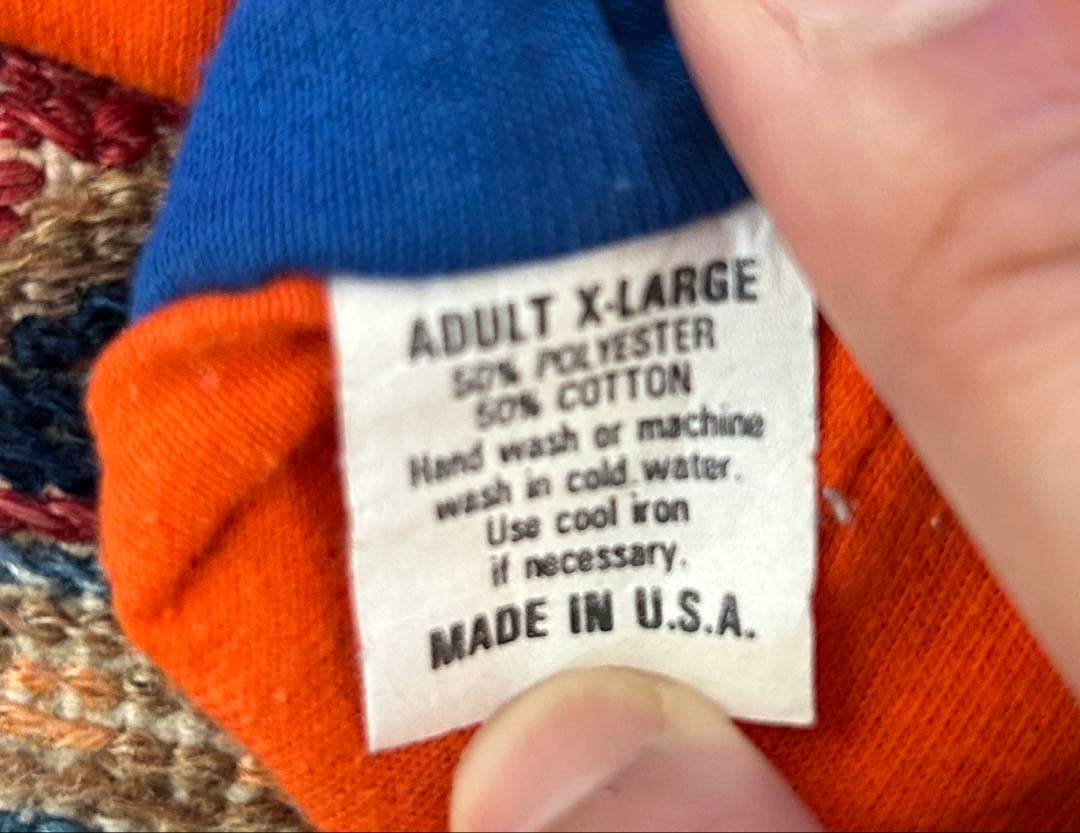 ADULT X-LARGE
50% POLYESTER
50% COTTON
Hand wash or machine
wash in cold water.
Use cool iron
if necessary.
MADE IN U.S.A.